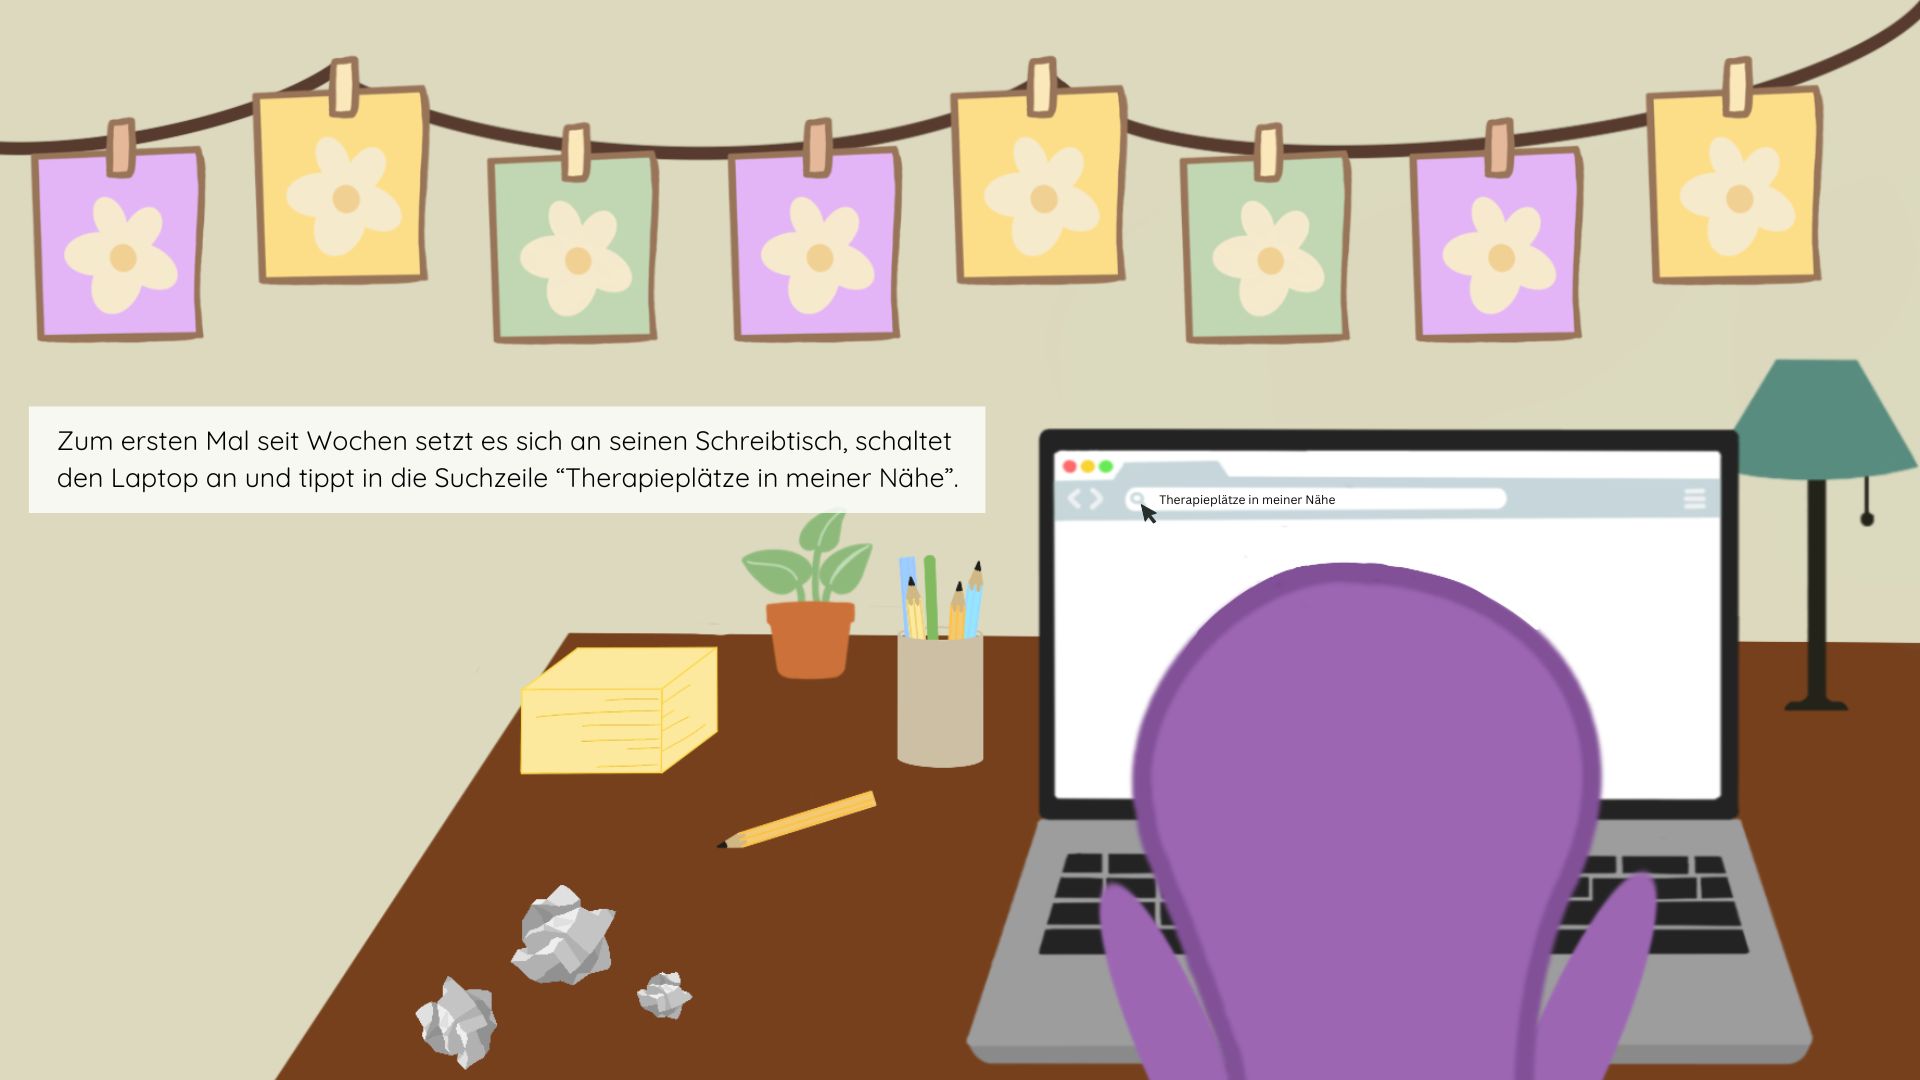 Zum ersten Mal seit Wochen setzt es sich an seinen Schreibtisch, schaltet
den Laptop an und tippt in die Suchzeile “Therapieplätze in meiner Nähe”.
Therapieplätze in meiner Nähe